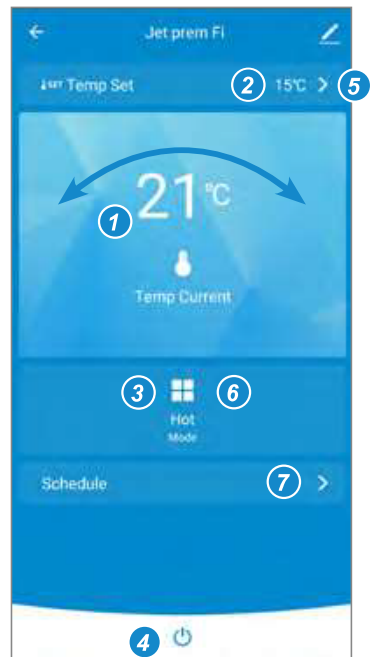 Jet prem Fi
SET Temp Set 2 15°C 5
21°C
1
Temp Current
3 6
Hot
Mode
Schedule 7
4